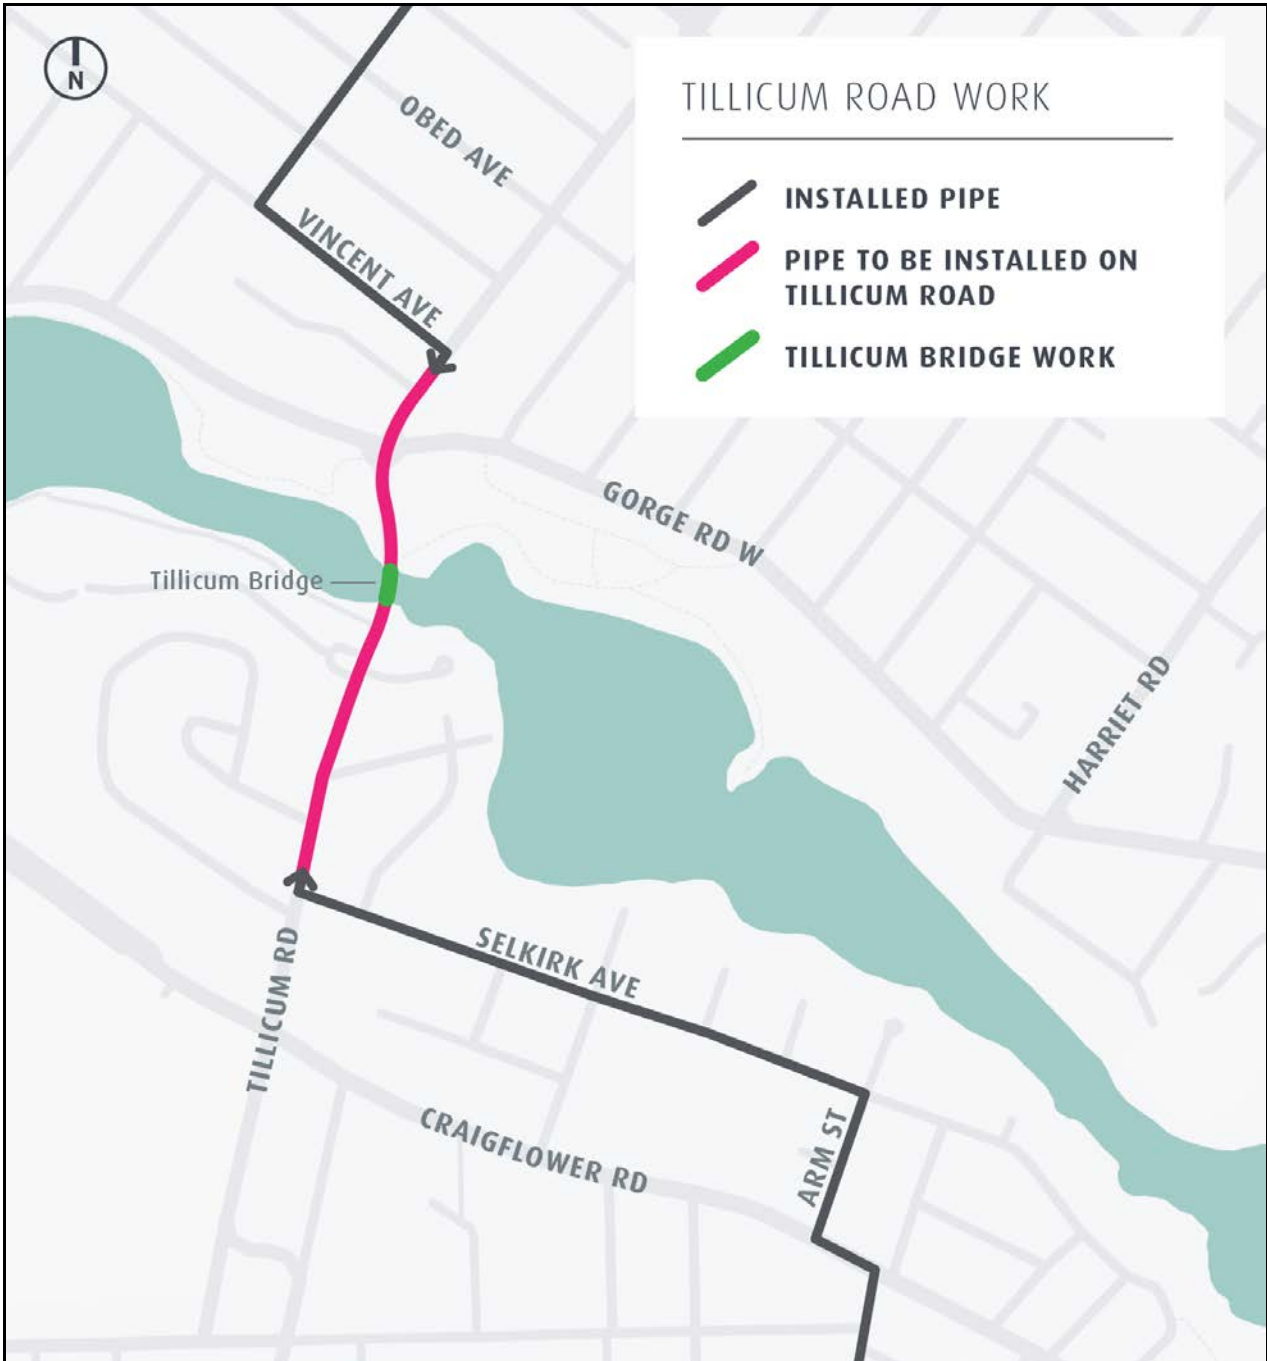 N
TILLICUM ROAD WORK
INSTALLED PIPE
PIPE TO BE INSTALLED ON
TILLICUM ROAD
TILLICUM BRIDGE WORK
OBED AVE
VINCENT AVE
GORGE RD W
Tillicum Bridge
HARRIET RD
SELKIRK AVE
TILLICUM RD
CRAIGFLOWER RD
ARM ST